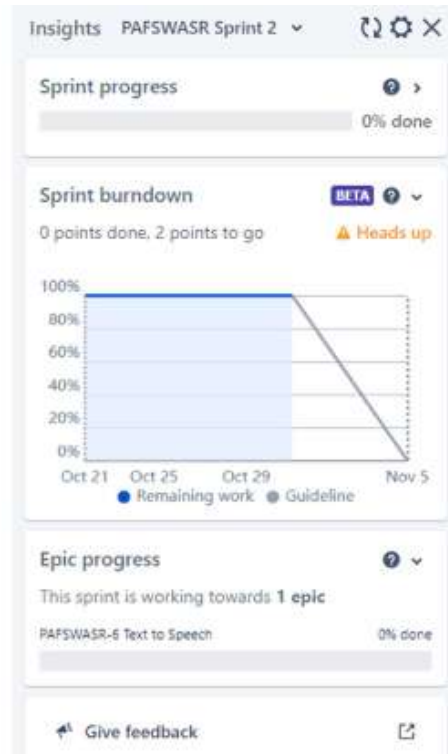 Insights PAFSWASR Sprint 2
Sprint progress
0% done
Sprint burndown BETA
0 points done, 2 points to go Heads up
100%
80%
60%
40%
20%
0%
Oct 21 Oct 25 Oct 29 Nov 5
Remaining work Guideline
Epic progress
This sprint is working towards 1 epic
PAFSWASR-6 Text to Speech 0% done
Give feedback